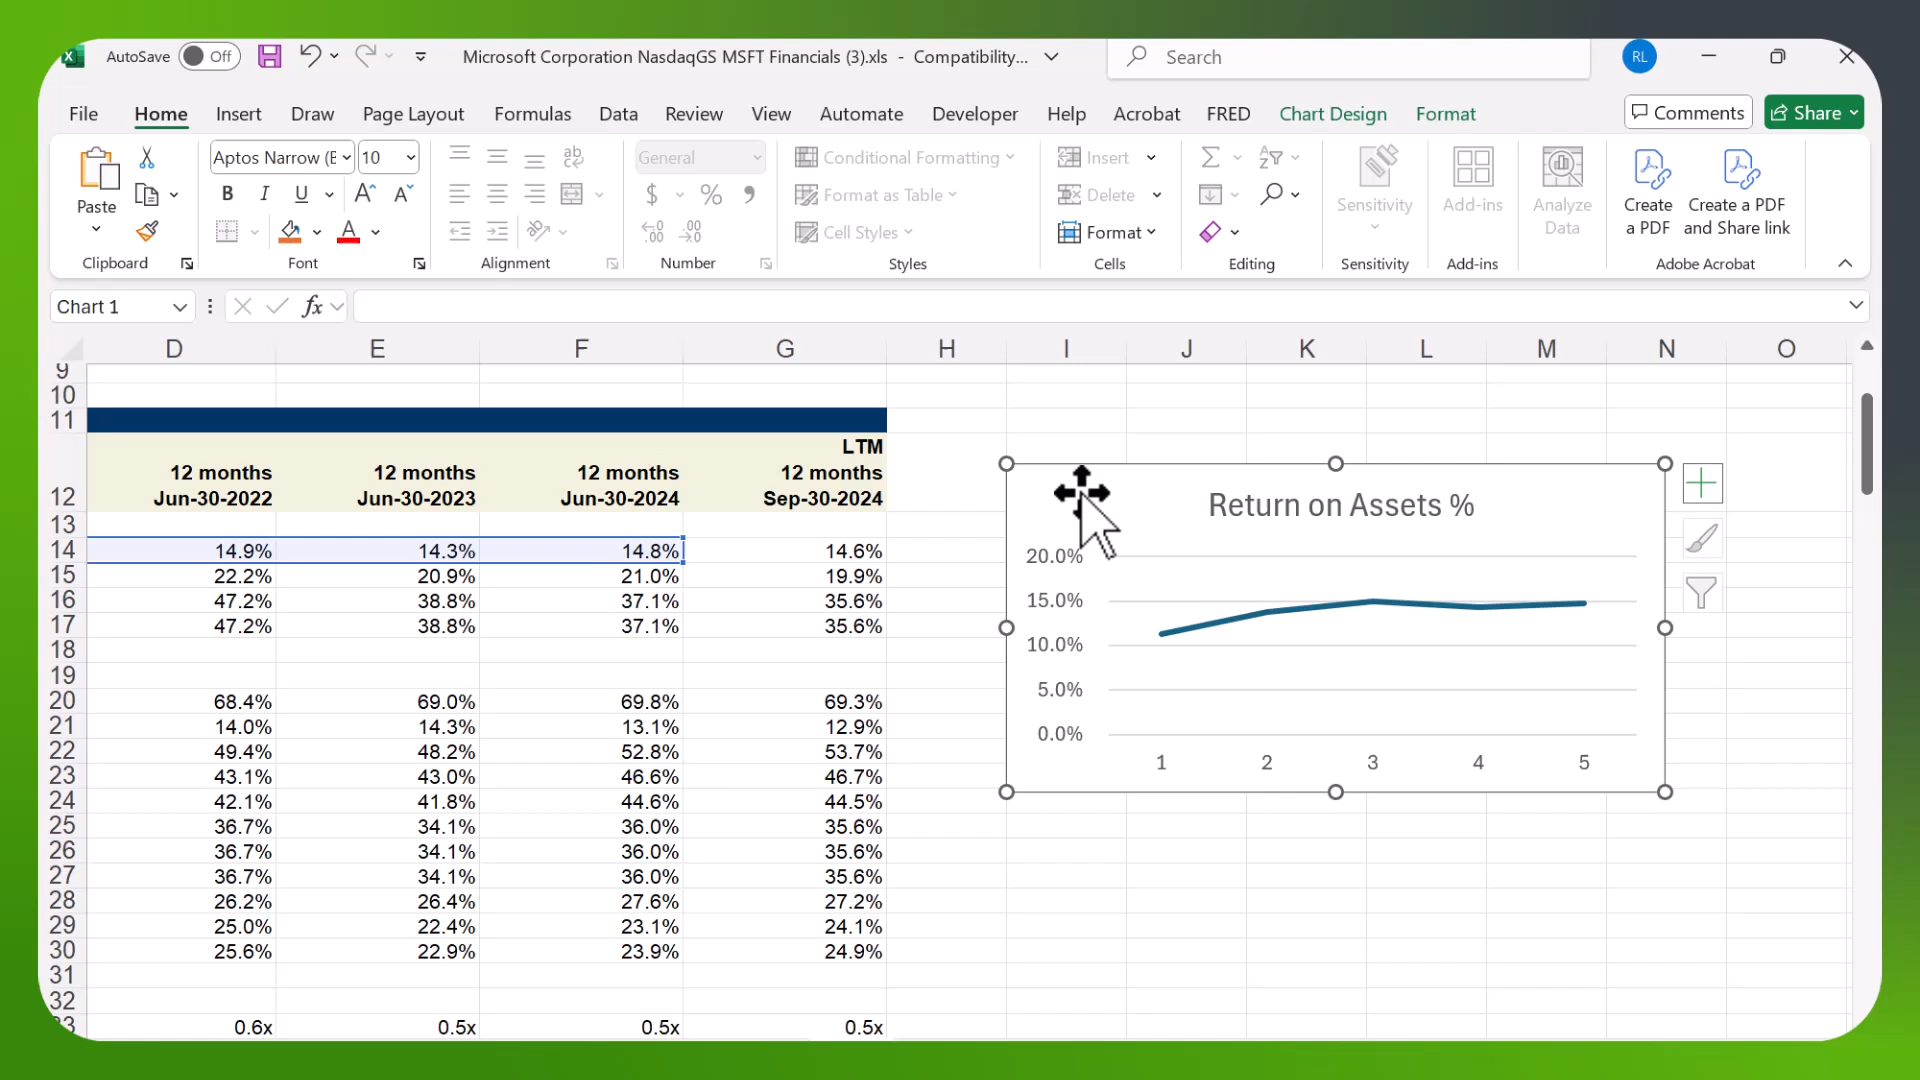 AutoSave Off Microsoft Corporation NasdaqGS MSFT Financials (3).xls - Compatibility... Search RL
File Home Insert Draw Page Layout Formulas Data Review View Automate Developer Help Acrobat FRED Chart Design Format Comments Share
Aptos Narrow (E 10 ab General Conditional Formatting Insert
Paste B I U A A $ % Format as Table Delete Sensitivity Add-ins Analyze Data Create a PDF Create a PDF and Share link
A .00 .00 Cell Styles Format
Clipboard Font Alignment Number Styles Cells Editing Sensitivity Add-ins Adobe Acrobat
Chart 1 fx
D E F G H I J K L M N O
9
10
11
LTM
12 months 12 months 12 months 12 months
12 Jun-30-2022 Jun-30-2023 Jun-30-2024 Sep-30-2024
13
14 14.9% 14.3% 14.8% 14.6%
15 22.2% 20.9% 21.0% 19.9%
16 47.2% 38.8% 37.1% 35.6%
17 47.2% 38.8% 37.1% 35.6%
18
19
20 68.4% 69.0% 69.8% 69.3%
21 14.0% 14.3% 13.1% 12.9%
22 49.4% 48.2% 52.8% 53.7%
23 43.1% 43.0% 46.6% 46.7%
24 42.1% 41.8% 44.6% 44.5%
25 36.7% 34.1% 36.0% 35.6%
26 36.7% 34.1% 36.0% 35.6%
27 36.7% 34.1% 36.0% 35.6%
28 26.2% 26.4% 27.6% 27.2%
29 25.0% 22.4% 23.1% 24.1%
30 25.6% 22.9% 23.9% 24.9%
31
32
33 0.6x 0.5x 0.5x 0.5x
Return on Assets %
20.0%
15.0%
10.0%
5.0%
0.0%
1 2 3 4 5